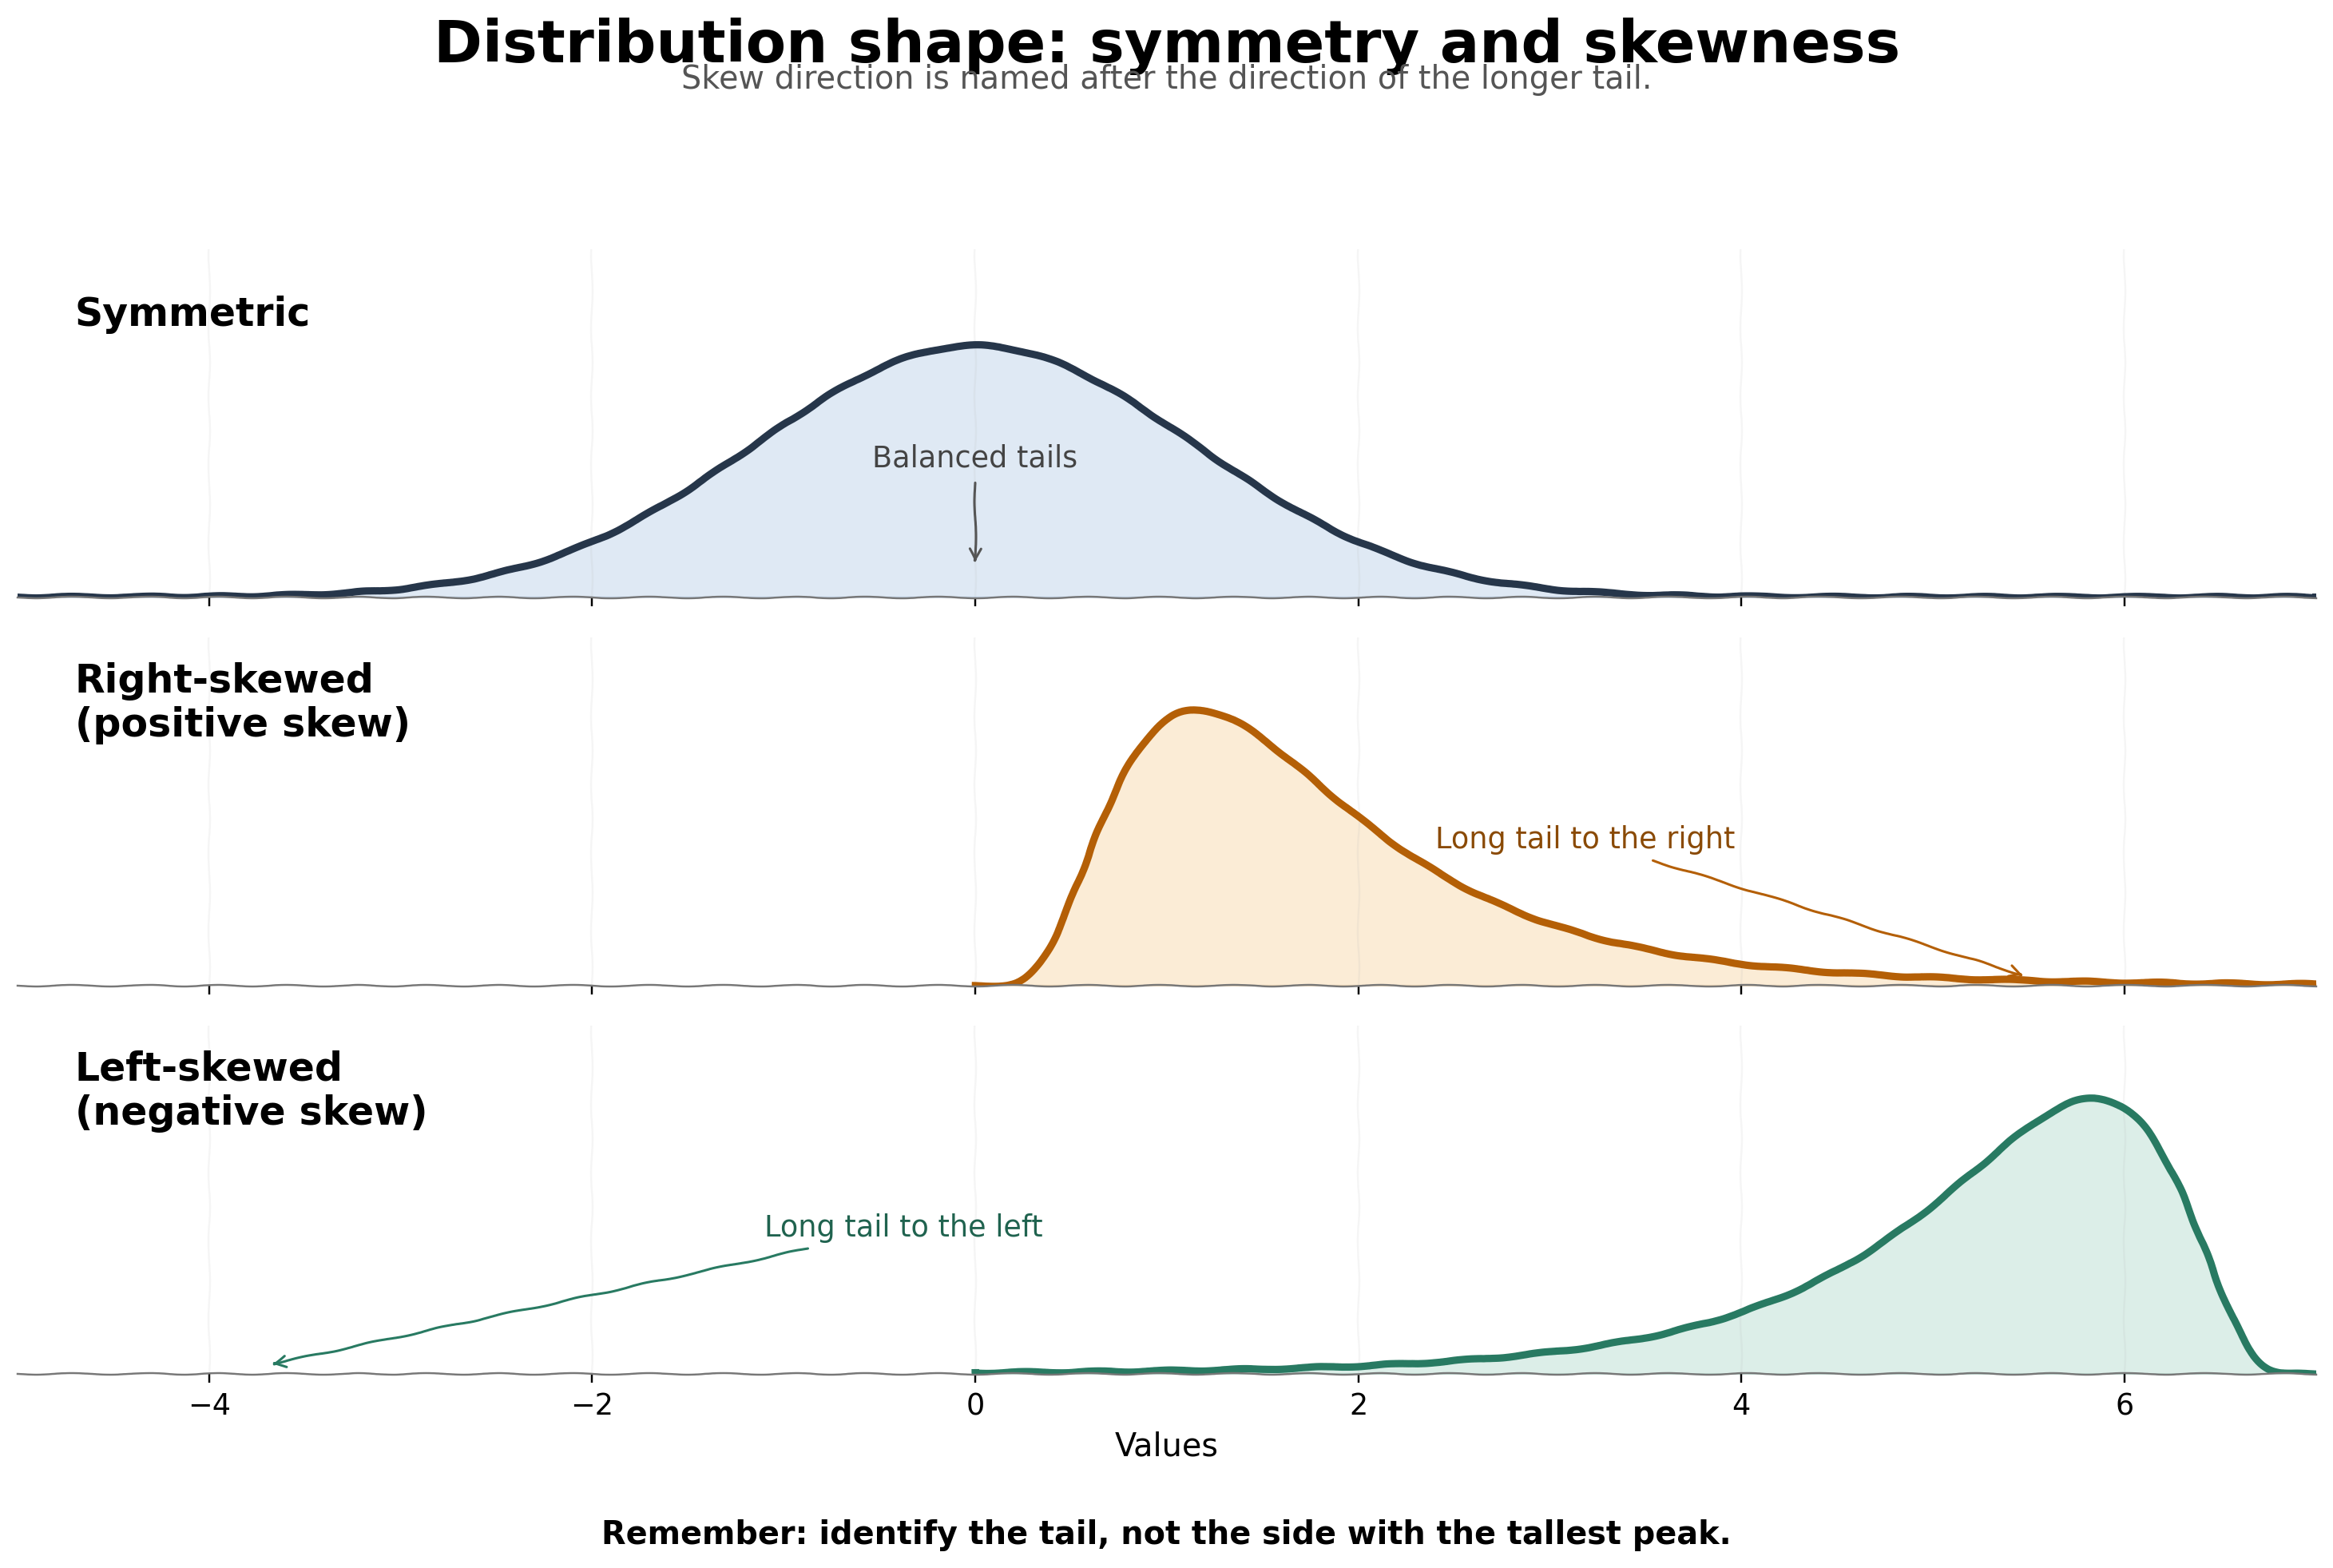 Distribution shape: symmetry and skewness
Skew direction is named after the direction of the longer tail.
Symmetric
Balanced tails
Right-skewed
(positive skew)
Long tail to the right
Left-skewed
(negative skew)
Long tail to the left
−4 −2 0 2 4 6
Values
Remember: identify the tail, not the side with the tallest peak.